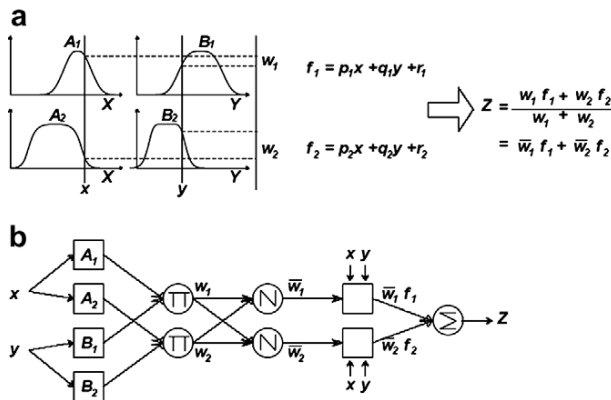 a
A₁
B₁
w₁
X
Y
f₁ = p₁x + q₁y + r₁
A₂
B₂
w₂
X
Y
x
y
f₂ = p₂x + q₂y + r₂
Z = w₁ f₁ + w₂ f₂
w₁ + w₂
= w̅₁ f₁ + w̅₂ f₂
b
x
y
A₁
A₂
B₁
B₂
Π
Π
w₁
w₂
N
N
w̅₁
w̅₂
x y
x y
w̅₁ f₁
w̅₂ f₂
Σ
Z